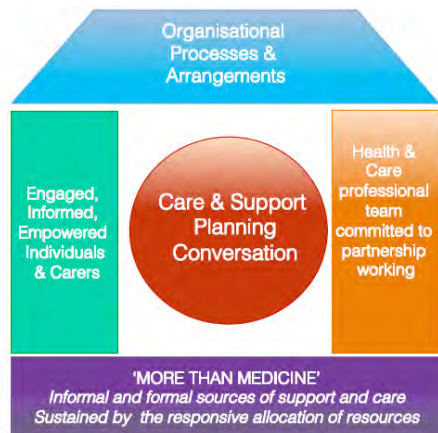 Organisational
Processes &
Arrangements
Engaged,
Informed,
Empowered
Individuals
& Carers
Care & Support
Planning
Conversation
Health &
Care
professional
team
committed to
partnership
working
‘MORE THAN MEDICINE’
Informal and formal sources of support and care
Sustained by the responsive allocation of resources